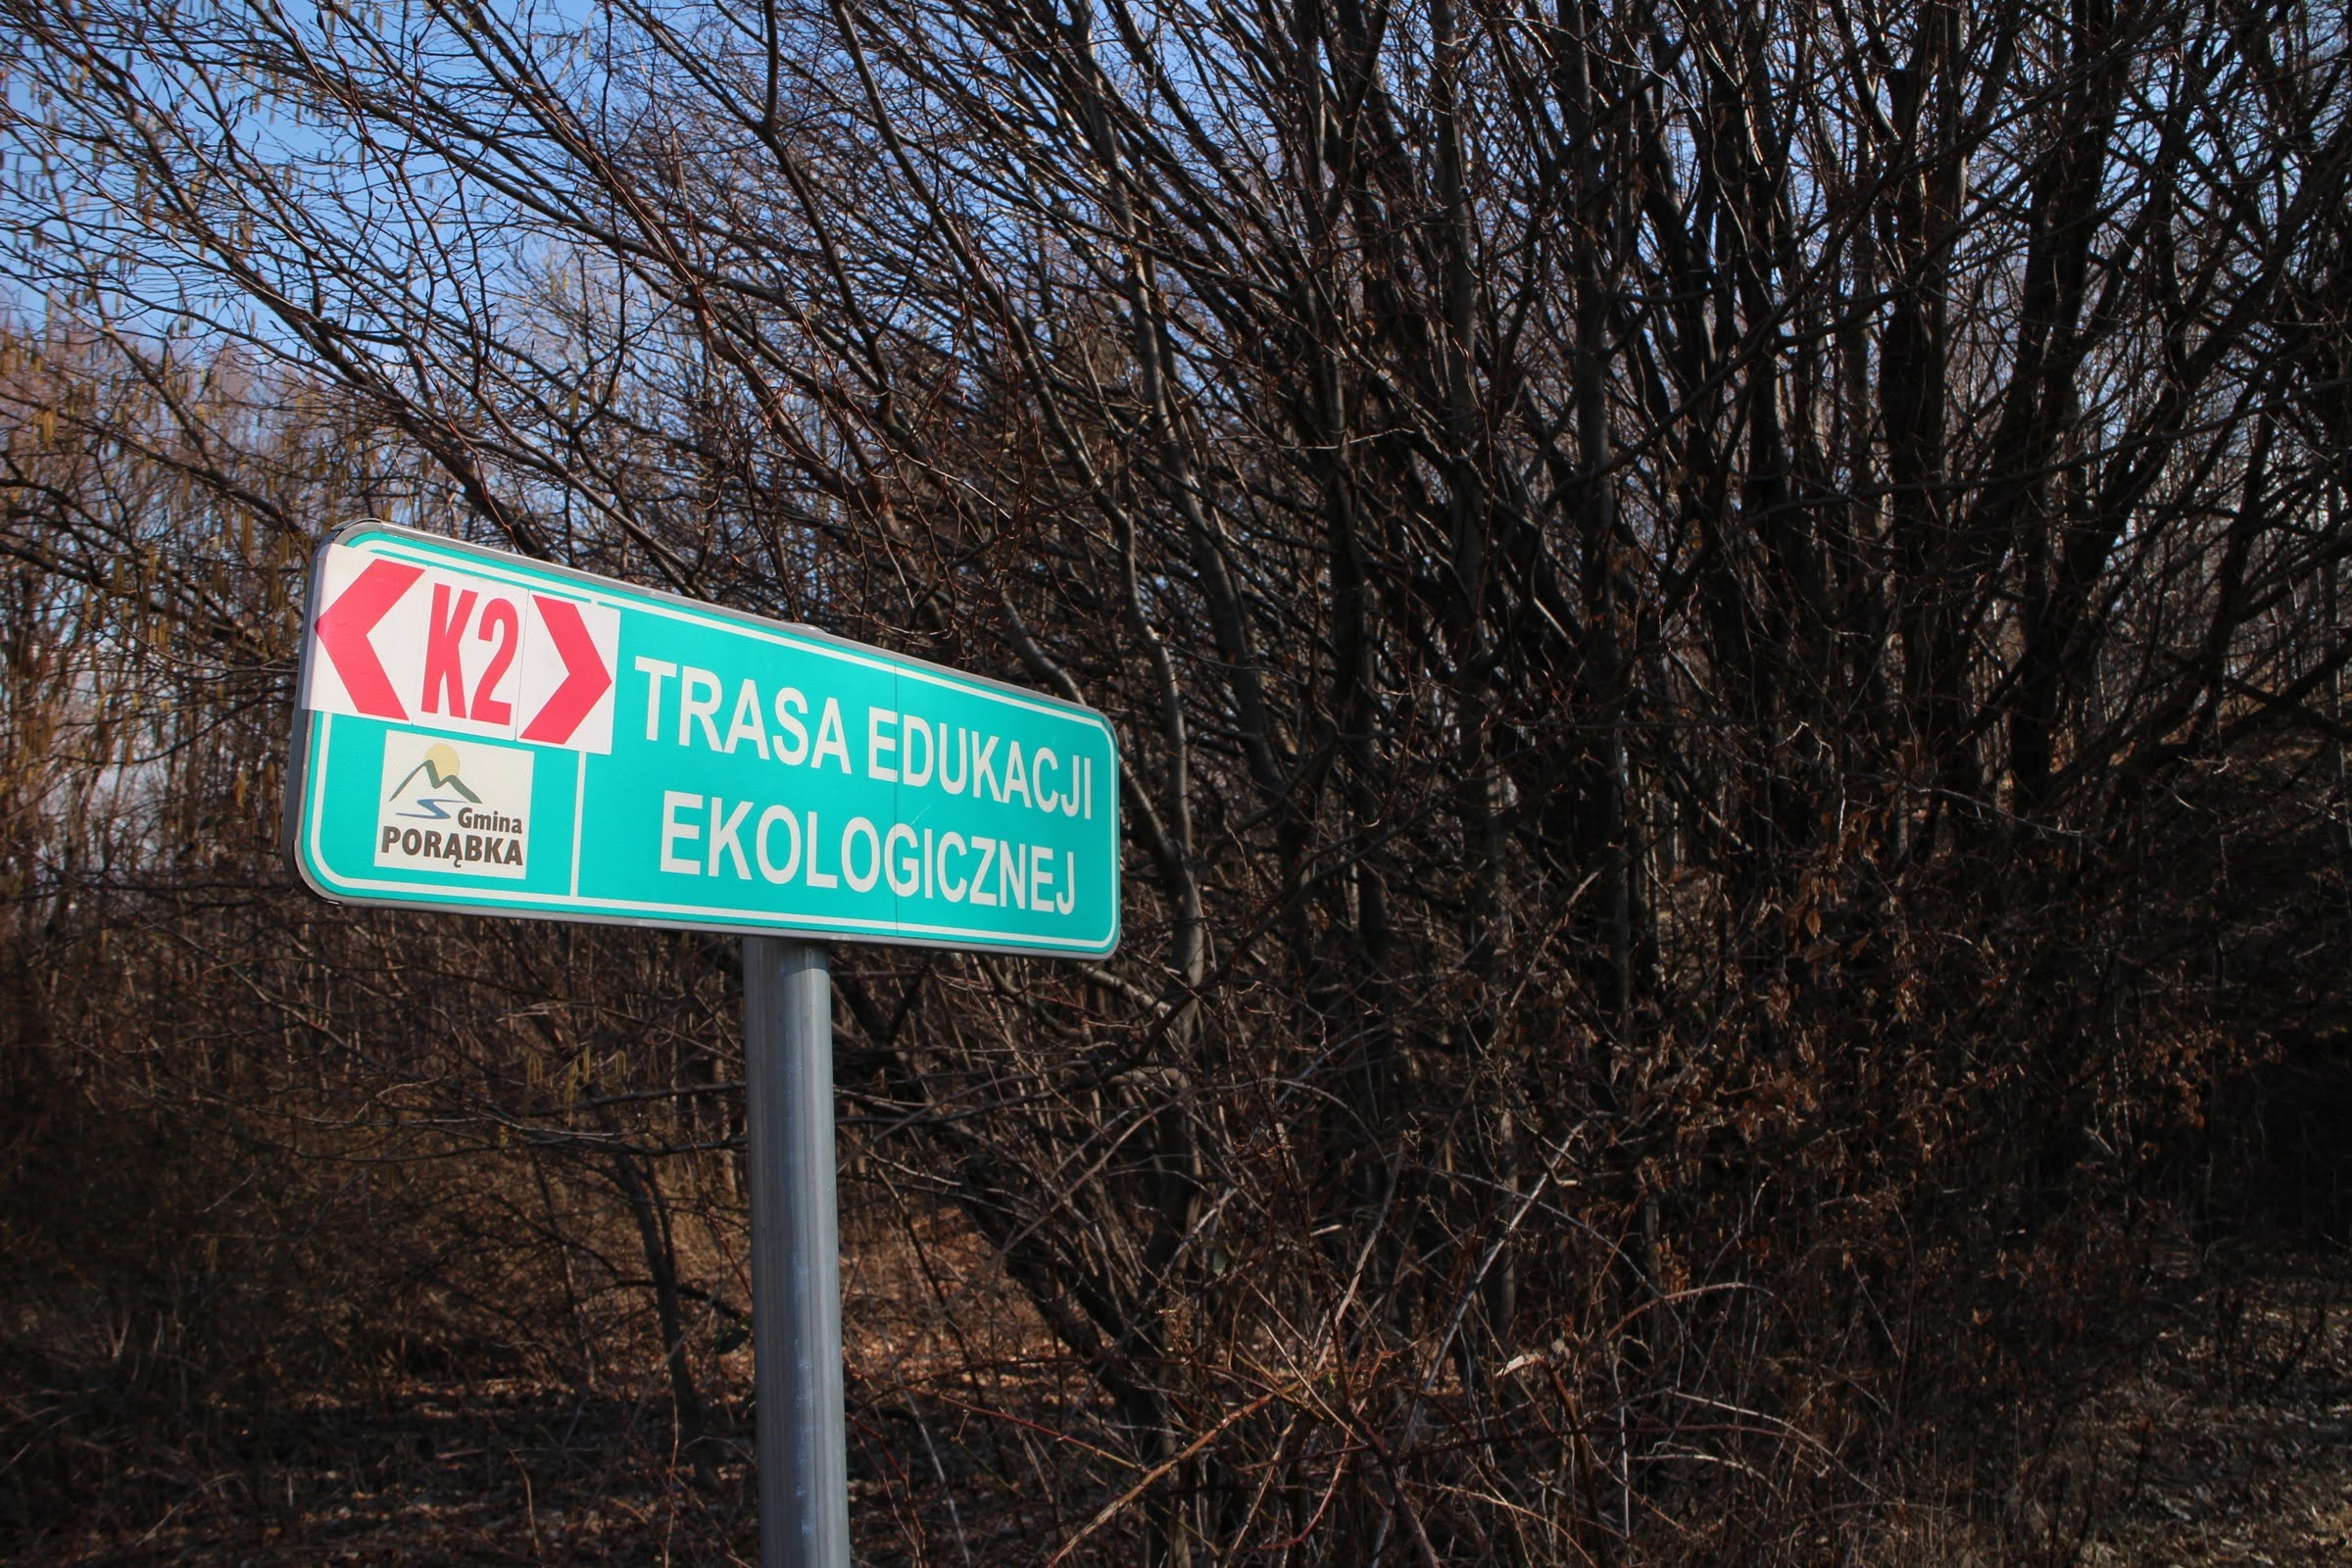 K2
TRASA EDUKACJI
EKOLOGICZNEJ
Gmina
PORĄBKA